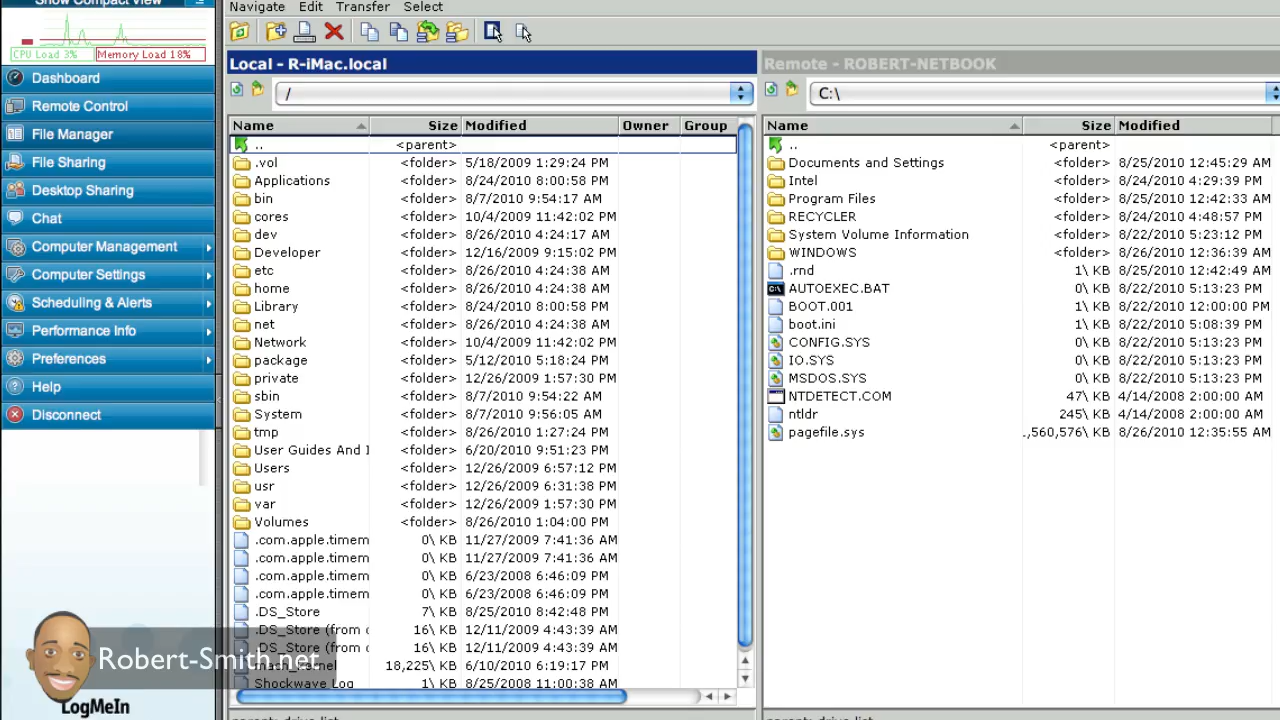 Show Compact View
CPU Load 3% Memory Load 18%
Dashboard
Remote Control
File Manager
File Sharing
Desktop Sharing
Chat
Computer Management
Computer Settings
Scheduling & Alerts
Performance Info
Preferences
Help
Disconnect
Robert-Smith.net
LogMeIn
Navigate Edit Transfer Select
Local - R-iMac.local
/
Name Size Modified Owner Group
.. <parent>
.vol <folder> 5/18/2009 1:29:24 PM
Applications <folder> 8/24/2010 8:00:58 PM
bin <folder> 8/7/2010 9:54:17 AM
cores <folder> 10/4/2009 11:42:02 PM
dev <folder> 8/26/2010 4:24:17 AM
Developer <folder> 12/16/2009 9:15:02 PM
etc <folder> 8/26/2010 4:24:38 AM
home <folder> 8/26/2010 4:24:38 AM
Library <folder> 8/24/2010 8:00:58 PM
net <folder> 8/26/2010 4:24:38 AM
Network <folder> 10/4/2009 11:42:02 PM
package <folder> 5/12/2010 5:18:24 PM
private <folder> 12/26/2009 1:57:30 PM
sbin <folder> 8/7/2010 9:54:22 AM
System <folder> 8/7/2010 9:56:05 AM
tmp <folder> 8/26/2010 1:27:24 PM
User Guides And I <folder> 6/20/2010 9:51:23 PM
Users <folder> 12/26/2009 6:57:12 PM
usr <folder> 12/26/2009 6:31:38 PM
var <folder> 12/26/2009 1:57:30 PM
Volumes <folder> 8/26/2010 1:04:00 PM
.com.apple.timem 0\ KB 11/27/2009 7:41:36 AM
.com.apple.timem 0\ KB 11/27/2009 7:41:36 AM
.com.apple.timem 0\ KB 6/23/2008 6:46:09 PM
.com.apple.timem 0\ KB 6/23/2008 6:46:09 PM
.DS_Store 7\ KB 8/25/2010 8:42:48 PM
.DS_Store (from 16\ KB 12/11/2009 4:43:39 AM
.DS_Store (from 16\ KB 12/11/2009 4:43:39 AM
mach_kernel 18,225\ KB 6/10/2010 6:19:17 PM
Shockwave Log 1\ KB 8/25/2008 11:00:38 AM
parent: drive list
Remote - ROBERT-NETBOOK
C:\
Name Size Modified
.. <parent>
Documents and Settings <folder> 8/25/2010 12:45:29 AM
Intel <folder> 8/24/2010 4:29:39 PM
Program Files <folder> 8/25/2010 12:42:33 AM
RECYCLER <folder> 8/24/2010 4:48:57 PM
System Volume Information <folder> 8/22/2010 5:23:12 PM
WINDOWS <folder> 8/26/2010 12:36:39 AM
.rnd 1\ KB 8/25/2010 12:42:49 AM
AUTOEXEC.BAT 0\ KB 8/22/2010 5:13:23 PM
BOOT.001 1\ KB 8/22/2010 12:00:00 PM
boot.ini 1\ KB 8/22/2010 5:08:39 PM
CONFIG.SYS 0\ KB 8/22/2010 5:13:23 PM
IO.SYS 0\ KB 8/22/2010 5:13:23 PM
MSDOS.SYS 0\ KB 8/22/2010 5:13:23 PM
NTDETECT.COM 47\ KB 4/14/2008 2:00:00 AM
ntldr 245\ KB 4/14/2008 2:00:00 AM
pagefile.sys ,560,576\ KB 8/26/2010 12:35:55 AM
parent: drive list